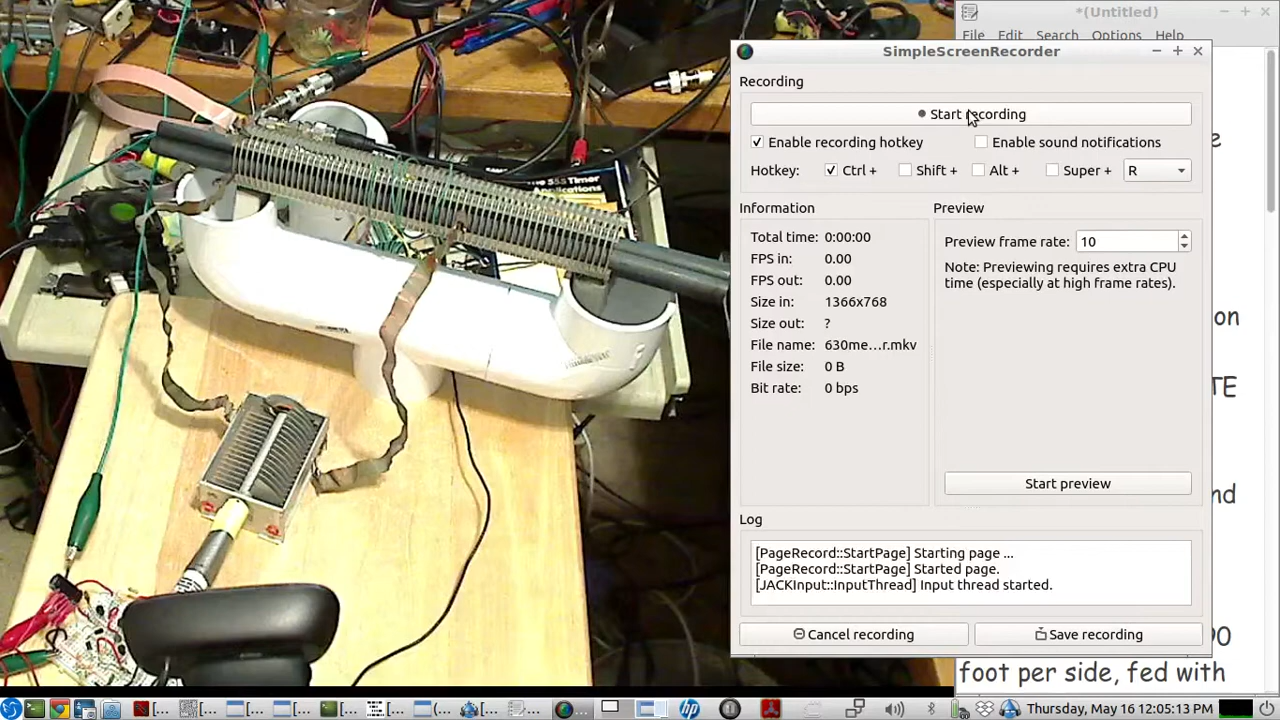 *(Untitled)
File Edit Search Options Help
SimpleScreenRecorder
Recording
Start recording
Enable recording hotkey
Enable sound notifications
Hotkey: Ctrl + Shift + Alt + Super + R
Information
Total time: 0:00:00
FPS in: 0.00
FPS out: 0.00
Size in: 1366x768
Size out: ?
File name: 630me...r.mkv
File size: 0 B
Bit rate: 0 bps
Preview
Preview frame rate: 10
Note: Previewing requires extra CPU
time (especially at high frame rates).
Start preview
Log
[PageRecord::StartPage] Starting page ...
[PageRecord::StartPage] Started page.
[JACKInput::InputThread] Input thread started.
Cancel recording
Save recording
on
TE
nd
foot per side, fed with
The 555 Timer
Applications
[...
[...
[...
[...
[...
[...
(...
[...
[...
[...
hp
Thursday, May 16 12:05:13 PM